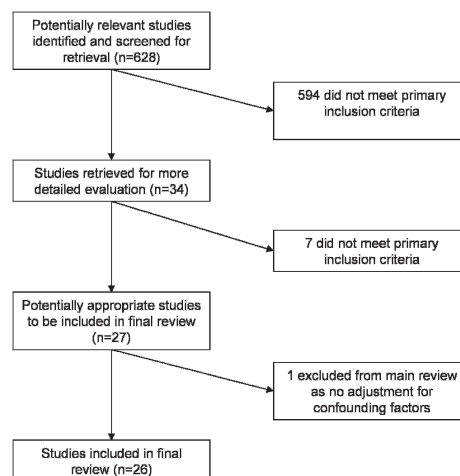 Potentially relevant studies
identified and screened for
retrieval (n=628)
594 did not meet primary
inclusion criteria
Studies retrieved for more
detailed evaluation (n=34)
7 did not meet primary
inclusion criteria
Potentially appropriate studies
to be included in final review
(n=27)
1 excluded from main review
as no adjustment for
confounding factors
Studies included in final
review (n=26)